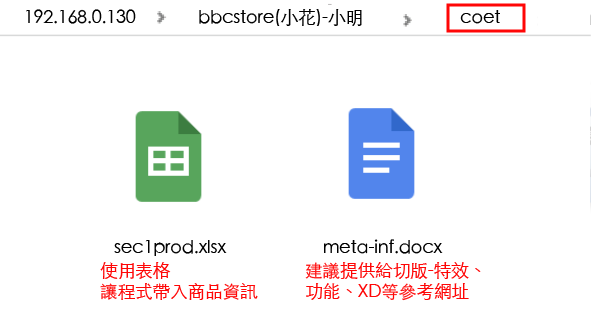 192.168.0.130 > bbcstore(小花)-小明 > coet
sec1prod.xlsx
使用表格
讓程式帶入商品資訊
meta-inf.docx
建議提供給切版-特效、
功能、XD等參考網址